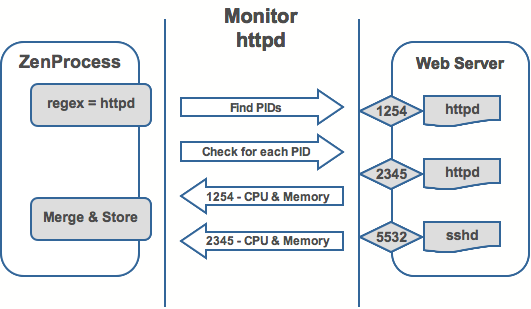 Monitor
httpd
ZenProcess
regex = httpd
Merge & Store
Find PIDs
Check for each PID
1254 - CPU & Memory
2345 - CPU & Memory
Web Server
1254
httpd
2345
httpd
5532
sshd